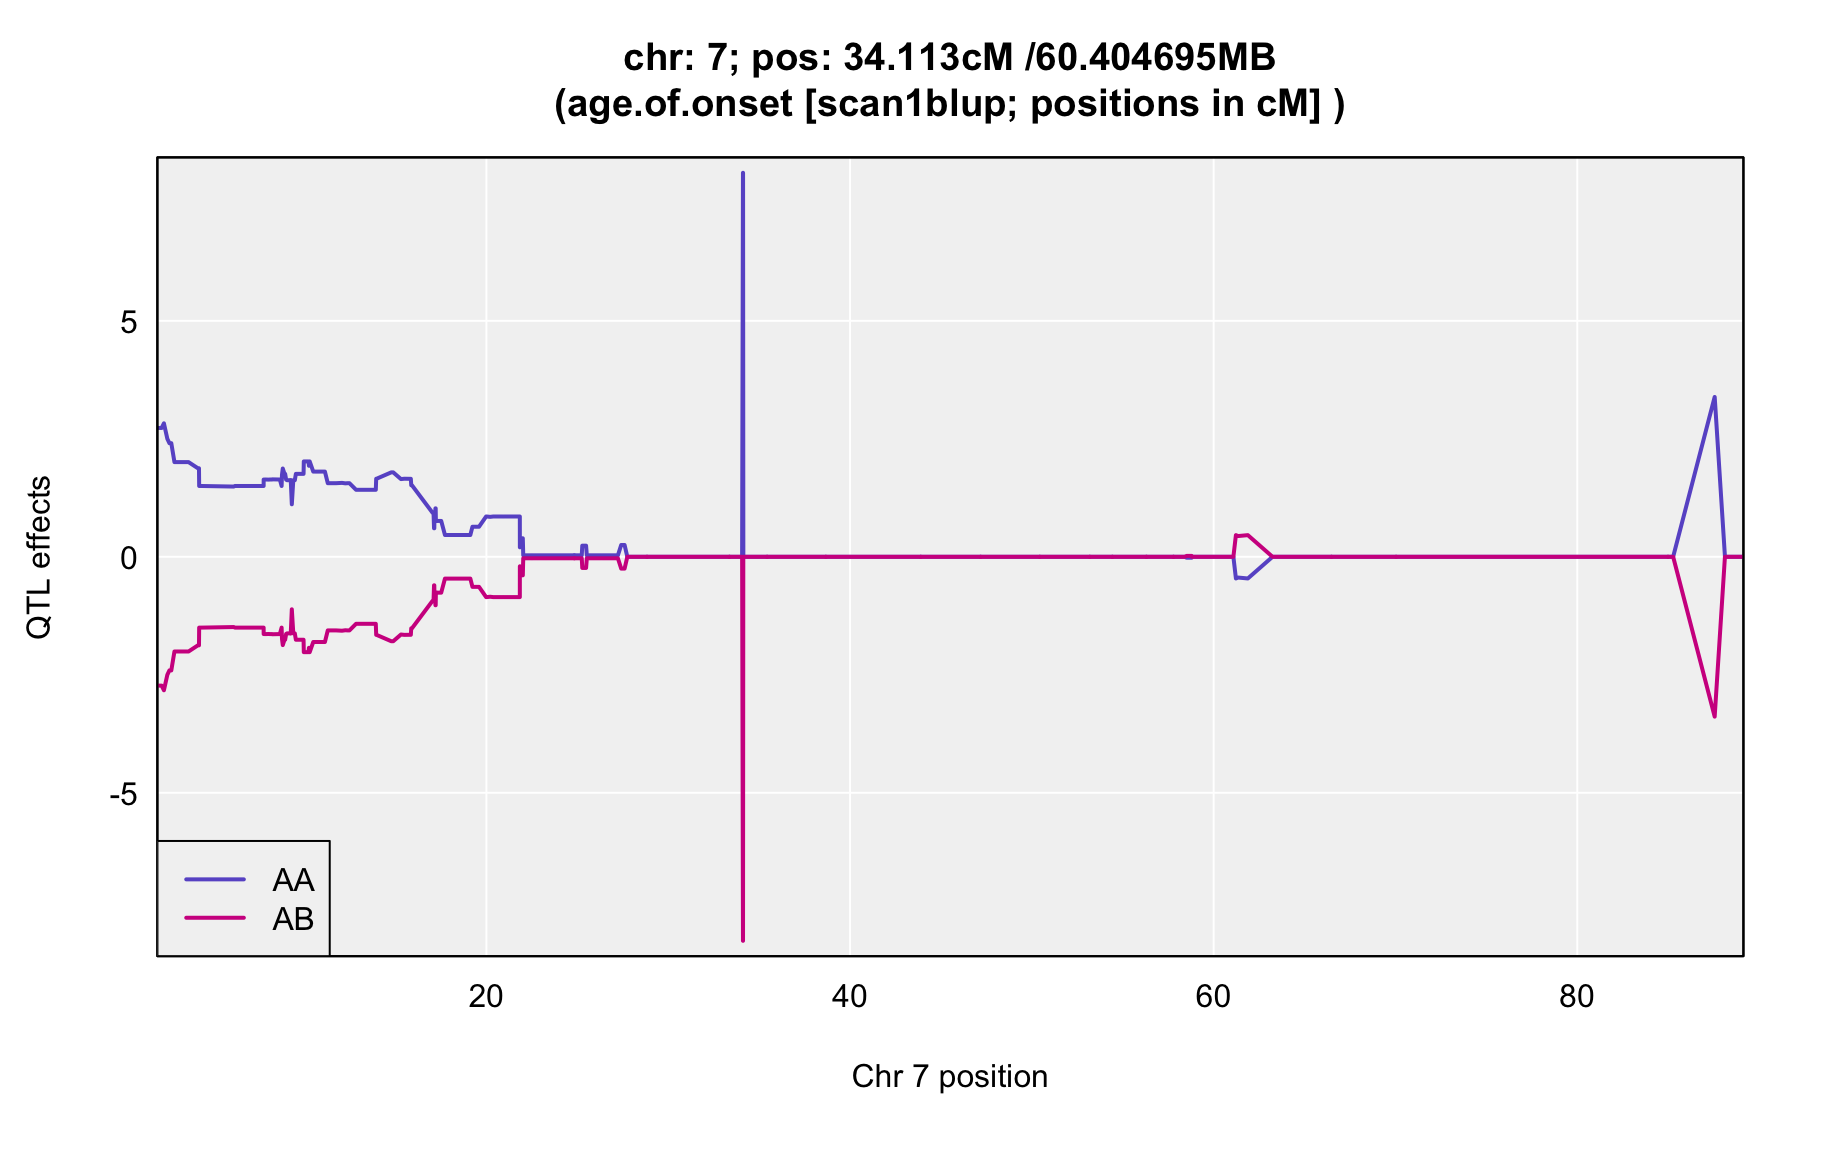 chr: 7; pos: 34.113cM /60.404695MB
(age.of.onset [scan1blup; positions in cM] )
QTL effects
5
0
-5
AA
AB
20 40 60 80
Chr 7 position